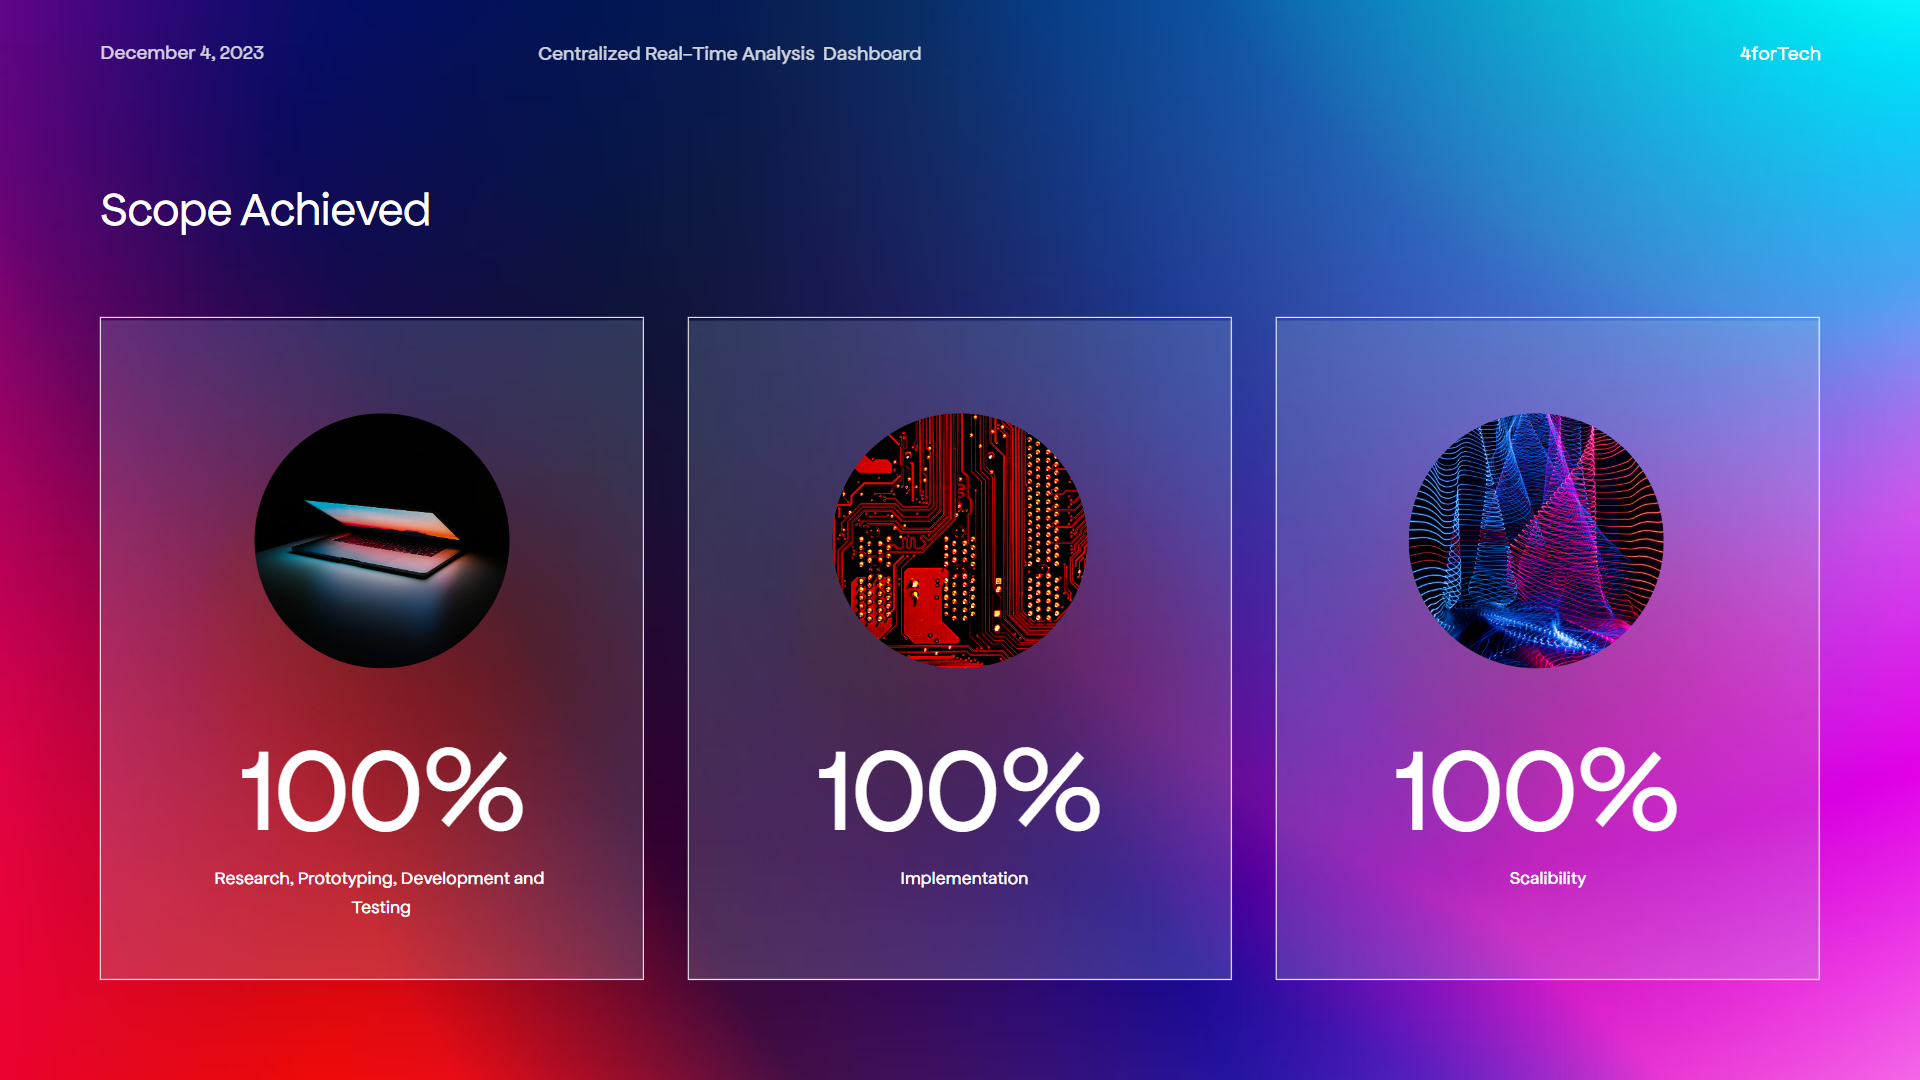 December 4, 2023
Centralized Real-Time Analysis Dashboard
4forTech
Scope Achieved
100%
Research, Prototyping, Development and
Testing
100%
Implementation
100%
Scalibility